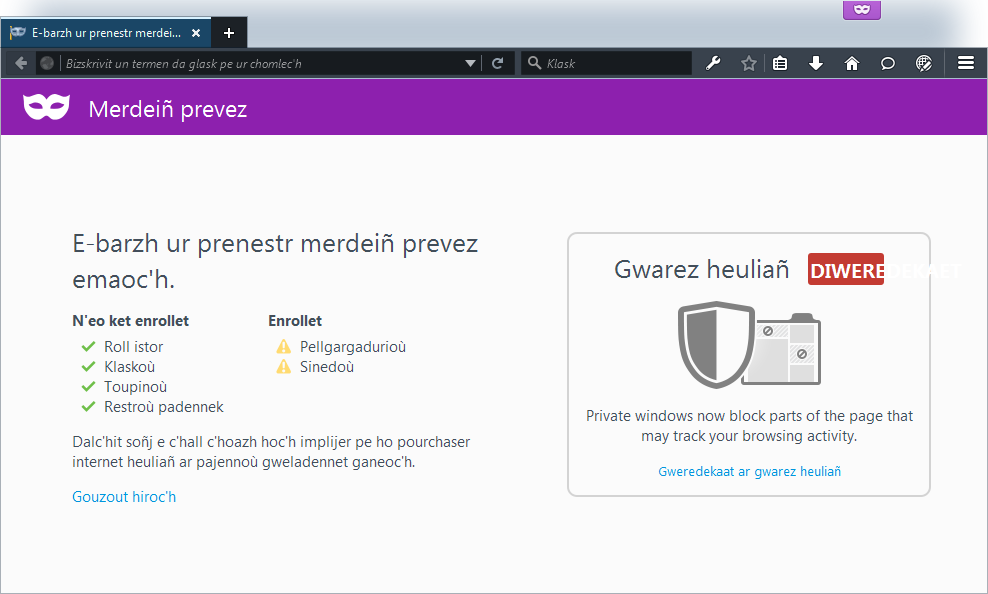 E-barzh ur prenestr merdei...
Bizskrivit un termen da glask pe ur chomlec'h
Klask
Merdeiñ prevez
E-barzh ur prenestr merdeiñ prevez
emaoc'h.
N'eo ket enrollet
Roll istor
Klaskoù
Toupinoù
Restroù padennek
Enrollet
Pellgargadurioù
Sinedoù
Dalc'hit soñj e c'hall c'hoazh hoc'h implijer pe ho pourchaser
internet heuliañ ar pajennoù gweladennet ganeoc'h.
Gouzout hiroc'h
Gwarez heuliañ DIWEREDEKAET
Private windows now block parts of the page that
may track your browsing activity.
Gweredekaat ar gwarez heuliañ